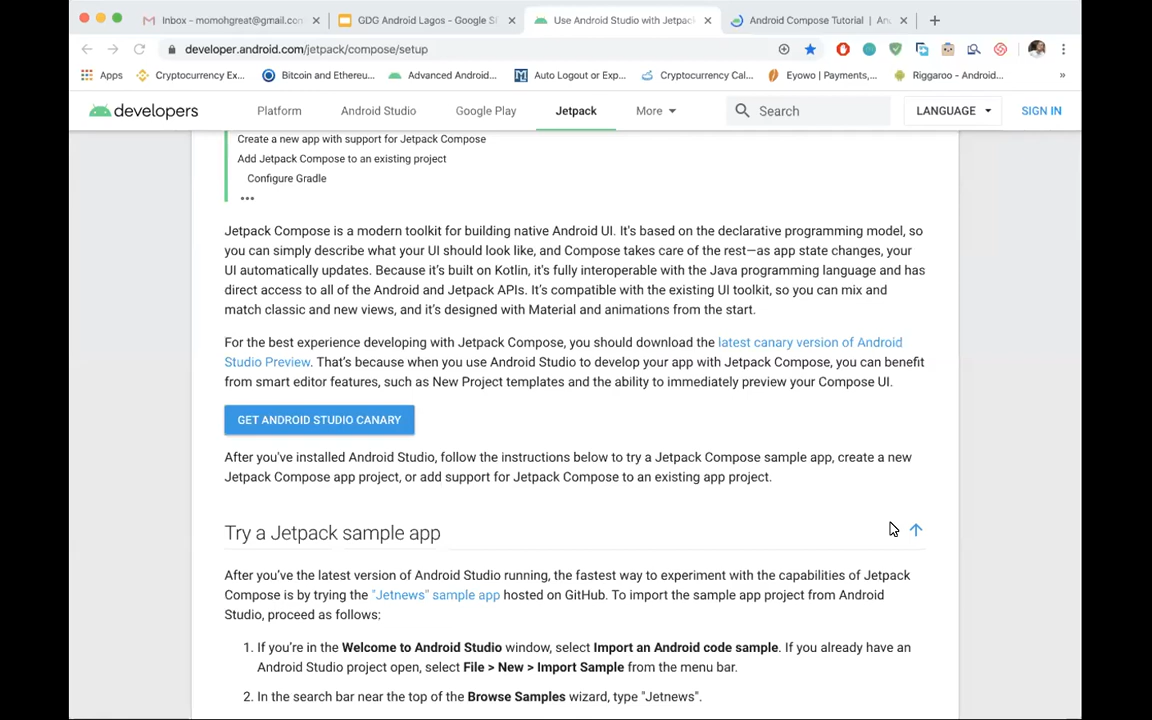 Inbox - momohgreat@gmail.com
GDG Android Lagos - Google Sl
Use Android Studio with Jetpac
Android Compose Tutorial | An
developer.android.com/jetpack/compose/setup
Apps
Cryptocurrency Ex...
Bitcoin and Ethereu...
Advanced Android...
Auto Logout or Exp...
Cryptocurrency Cal...
Eyowo | Payments,...
Riggaroo - Android...
»
developers
Platform
Android Studio
Google Play
Jetpack
More
Search
LANGUAGE
SIGN IN
Create a new app with support for Jetpack Compose
Add Jetpack Compose to an existing project
Configure Gradle
•••
Jetpack Compose is a modern toolkit for building native Android UI. It's based on the declarative programming model, so
you can simply describe what your UI should look like, and Compose takes care of the rest—as app state changes, your
UI automatically updates. Because it's built on Kotlin, it's fully interoperable with the Java programming language and has
direct access to all of the Android and Jetpack APIs. It's compatible with the existing UI toolkit, so you can mix and
match classic and new views, and it's designed with Material and animations from the start.
For the best experience developing with Jetpack Compose, you should download the latest canary version of Android
Studio Preview. That's because when you use Android Studio to develop your app with Jetpack Compose, you can benefit
from smart editor features, such as New Project templates and the ability to immediately preview your Compose UI.
GET ANDROID STUDIO CANARY
After you've installed Android Studio, follow the instructions below to try a Jetpack Compose sample app, create a new
Jetpack Compose app project, or add support for Jetpack Compose to an existing app project.
Try a Jetpack sample app
After you've the latest version of Android Studio running, the fastest way to experiment with the capabilities of Jetpack
Compose is by trying the "Jetnews" sample app hosted on GitHub. To import the sample app project from Android
Studio, proceed as follows:
1. If you're in the Welcome to Android Studio window, select Import an Android code sample. If you already have an
Android Studio project open, select File > New > Import Sample from the menu bar.
2. In the search bar near the top of the Browse Samples wizard, type "Jetnews".